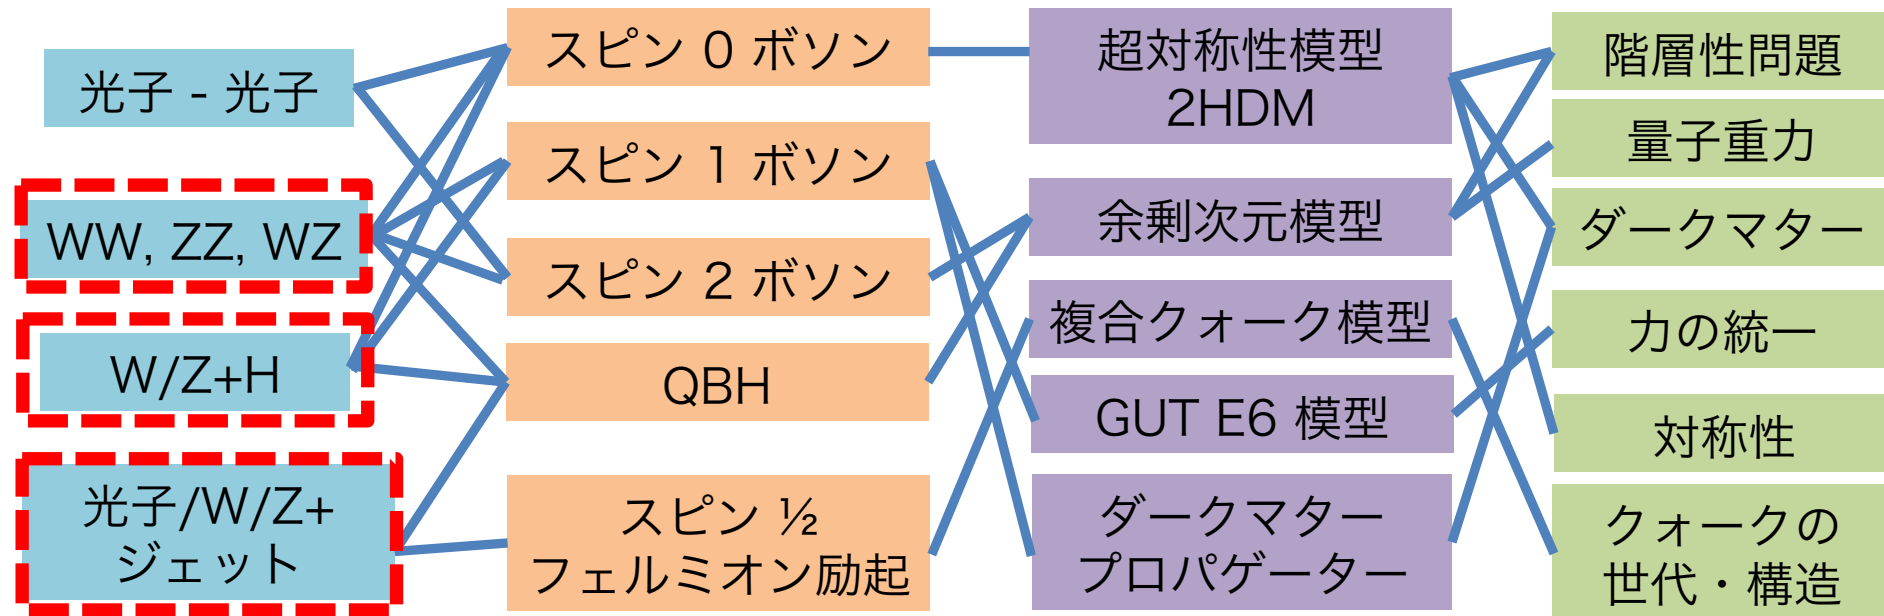 光子 - 光子
WW, ZZ, WZ
W/Z+H
光子/W/Z+
ジェット
スピン 0 ボソン
スピン 1 ボソン
スピン 2 ボソン
QBH
スピン ½
フェルミオン励起
超対称性模型
2HDM
余剰次元模型
複合クォーク模型
GUT E6 模型
ダークマター
プロパゲーター
階層性問題
量子重力
ダークマター
力の統一
対称性
クォークの
世代・構造